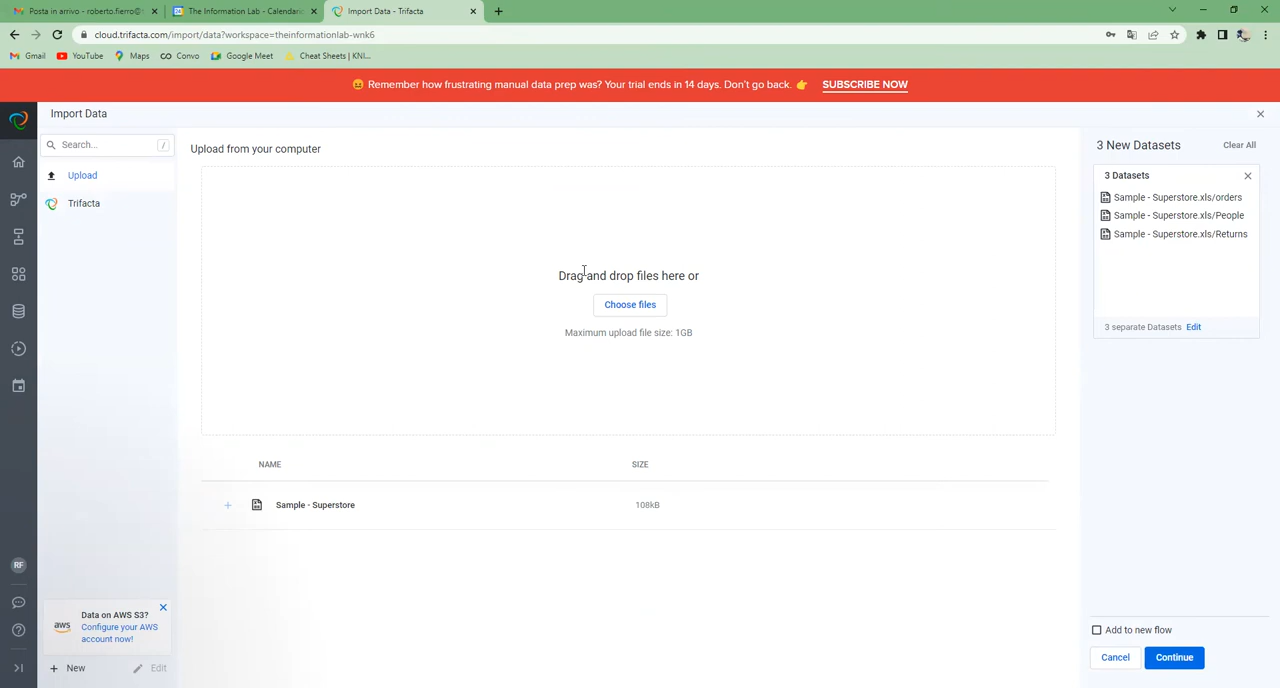 Posta in arrivo - roberto.fierro@
The Information Lab - Calendario
Import Data - Trifacta
cloud.trifacta.com/import/data?workspace=theinformationlab-wnk6
Gmail
YouTube
Maps
Convo
Google Meet
Cheat Sheets | KNI...
Remember how frustrating manual data prep was? Your trial ends in 14 days. Don't go back.
SUBSCRIBE NOW
Import Data
Search...
/
Upload
Trifacta
Upload from your computer
Drag and drop files here or
Choose files
Maximum upload file size: 1GB
NAME
SIZE
Sample - Superstore
108kB
3 New Datasets
Clear All
3 Datasets
Sample - Superstore.xls/orders
Sample - Superstore.xls/People
Sample - Superstore.xls/Returns
3 separate Datasets
Edit
Add to new flow
Cancel
Continue
RF
aws
Data on AWS S3?
Configure your AWS
account now!
New
Edit